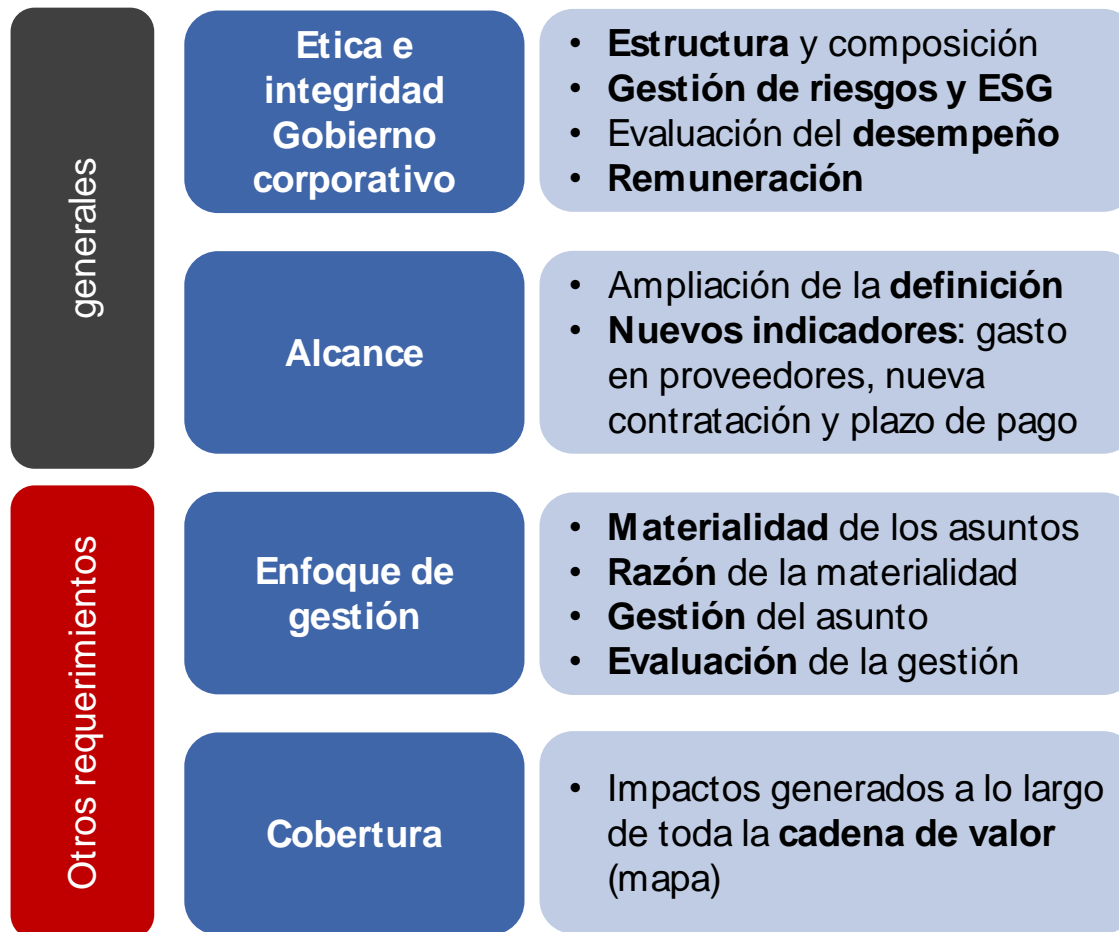 generales
Etica e
integridad
Gobierno
corporativo
• Estructura y composición
• Gestión de riesgos y ESG
• Evaluación del desempeño
• Remuneración
Alcance
• Ampliación de la definición
• Nuevos indicadores: gasto
en proveedores, nueva
contratación y plazo de pago
Otros requerimientos
Enfoque de
gestión
• Materialidad de los asuntos
• Razón de la materialidad
• Gestión del asunto
• Evaluación de la gestión
Cobertura
• Impactos generados a lo largo
de toda la cadena de valor
(mapa)